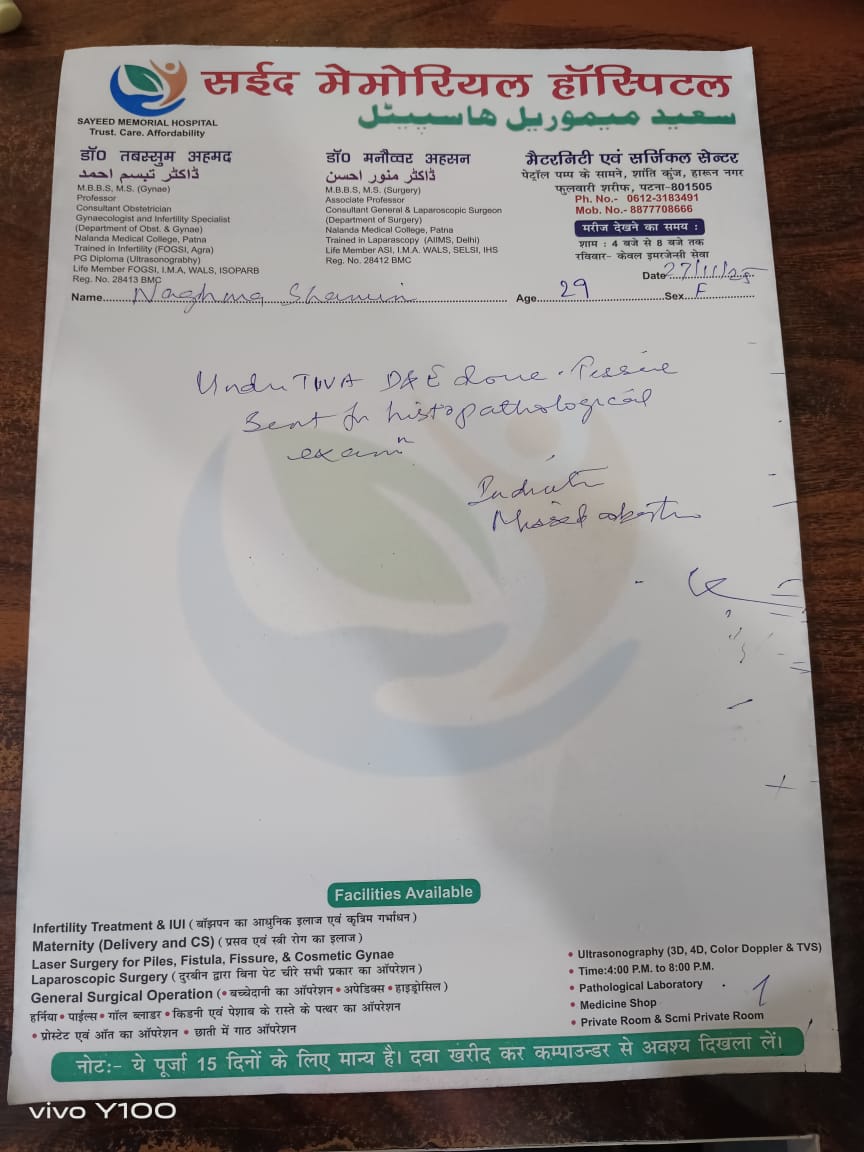 सईद मेमोरियल हॉस्पिटल
سعید میموریل هاسپیٹل
SAYEED MEMORIAL HOSPITAL
Trust. Care. Affordability
डॉ० तबस्सुम अहमद
ڈاکٹر تبسم احمد
M.B.B.S, M.S. (Gynae)
Professor
Consultant Obstetrician
Gynaecologist and Infertility Specialist
(Department of Obst. & Gynae)
Nalanda Medical College, Patna
Trained in Infertility (FOGSI, Agra)
PG Diploma (Ultrasonograbhy)
Life Member FOGSI, I.M.A, WALS, ISOPARB
Reg. No. 28413 BMC
डॉ० मनौव्वर अहसन
ڈاکٹر منور احسن
M.B.B.S, M.S. (Surgery)
Associate Professor
Consultant General & Laparoscopic Surgeon
(Department of Surgery)
Nalanda Medical College, Patna
Trained in Laparascopy (AIIMS, Delhi)
Life Member ASI, I.M.A. WALS, SELSI, IHS
Reg. No. 28412 BMC
मैटरनिटी एवं सर्जिकल सेन्टर
पेट्रॉल पम्प के सामने, शांति कुंज, हारून नगर
फुलवारी शरीफ, पटना-801505
Ph. No.- 0612-3183491
Mob. No.- 8877708666
मरीज देखने का समय :
शाम : 4 बजे से 8 बजे तक
रविवार- केवल इमरजेन्सी सेवा
Date 27/11/25
Name Naghma Age 29 Sex F
Under D&E done. Tissue
Sent for histopathological
examn
Missed
Facilities Available
Infertility Treatment & IUI ( बाँझपन का आधुनिक इलाज एवं कृत्रिम गर्भाधन )
Maternity (Delivery and CS) ( प्रसव एवं स्त्री रोग का इलाज )
Laser Surgery for Piles, Fistula, Fissure, & Cosmetic Gynae
Laparoscopic Surgery ( दुरबीन द्वारा बिना पेट चीरे सभी प्रकार का ऑपरेशन )
General Surgical Operation ( • बच्चेदानी का ऑपरेशन • अपेडिक्स • हाइड्रोसिल )
हर्निया • पाईल्स • गॉल ब्लाडर • किडनी एवं पेशाब के रास्ते के पत्थर का ऑपरेशन
• प्रोस्टेट एवं आँत का ऑपरेशन • छाती में गाठ ऑपरेशन
• Ultrasonography (3D, 4D, Color Doppler & TVS)
• Time:4:00 P.M. to 8:00 P.M.
• Pathological Laboratory
• Medicine Shop
• Private Room & Scmi Private Room
1
नोट:- ये पूर्जा 15 दिनों के लिए मान्य है। दवा खरीद कर कम्पाउन्डर से अवश्य दिखला लें।
vivo Y100